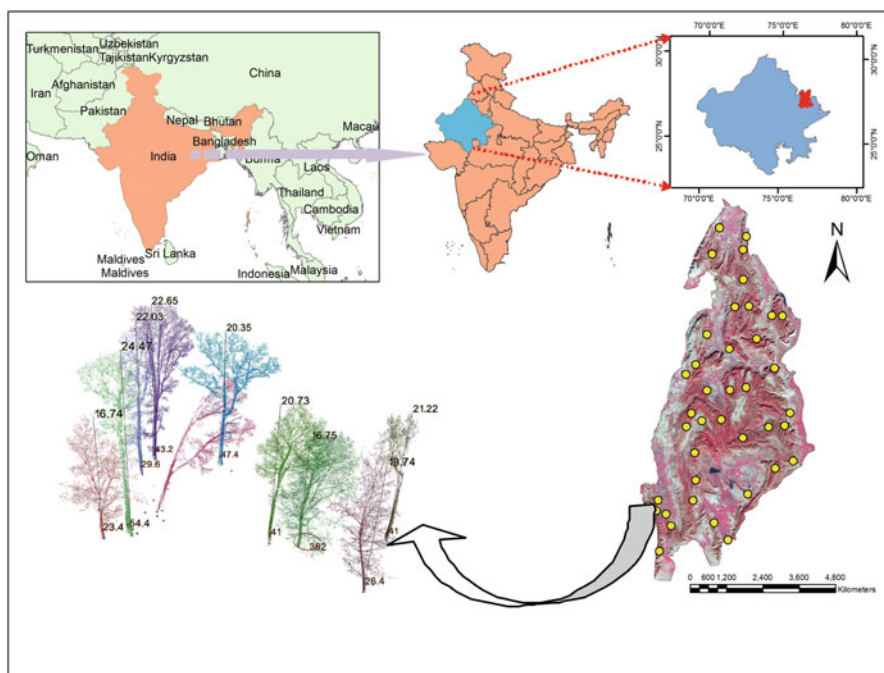 Uzbekistan
Turkmenistan
TajikistanKyrgyzstan
China
Afghanistan
Iran
Pakistan
Nepal
Bhutan
Macau
Bangladesh
Oman
India
Burma
Laos
Thailand
Cambodia
Vietnam
Sri Lanka
Maldives
Maldives
Malaysia
Indonesia
70°0'0"E 75°0'0"E 80°0'0"E
30°0'0"N
30°0'0"N
25°0'0"N
25°0'0"N
70°0'0"E 75°0'0"E 80°0'0"E
N
22.65
22.03
20.35
24.47
16.74
43.2
29.6
47.4
23.4
54.4
20.73
21.22
16.75
19.74
41
392
41
26.4
0 600 1,200 2,400 3,600 4,800
Kilometers